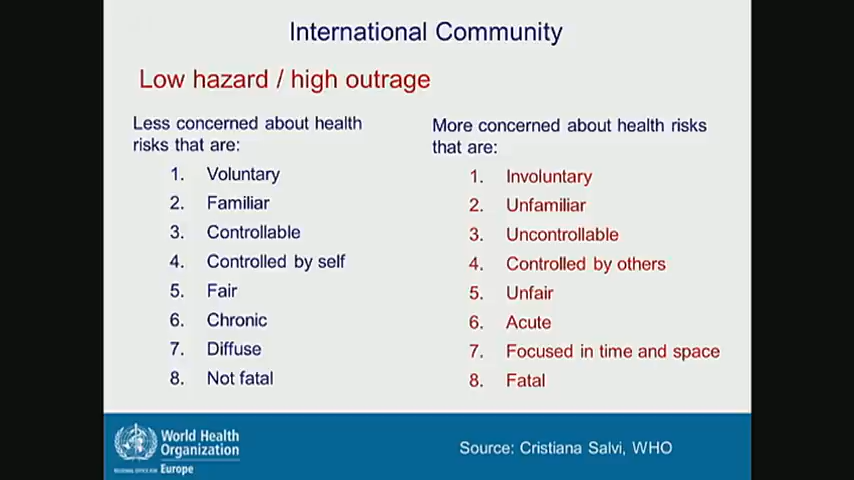 International Community
Low hazard / high outrage
Less concerned about health
risks that are:
1. Voluntary
2. Familiar
3. Controllable
4. Controlled by self
5. Fair
6. Chronic
7. Diffuse
8. Not fatal
More concerned about health risks
that are:
1. Involuntary
2. Unfamiliar
3. Uncontrollable
4. Controlled by others
5. Unfair
6. Acute
7. Focused in time and space
8. Fatal
World Health
Organization
REGIONAL OFFICE FOR Europe
Source: Cristiana Salvi, WHO